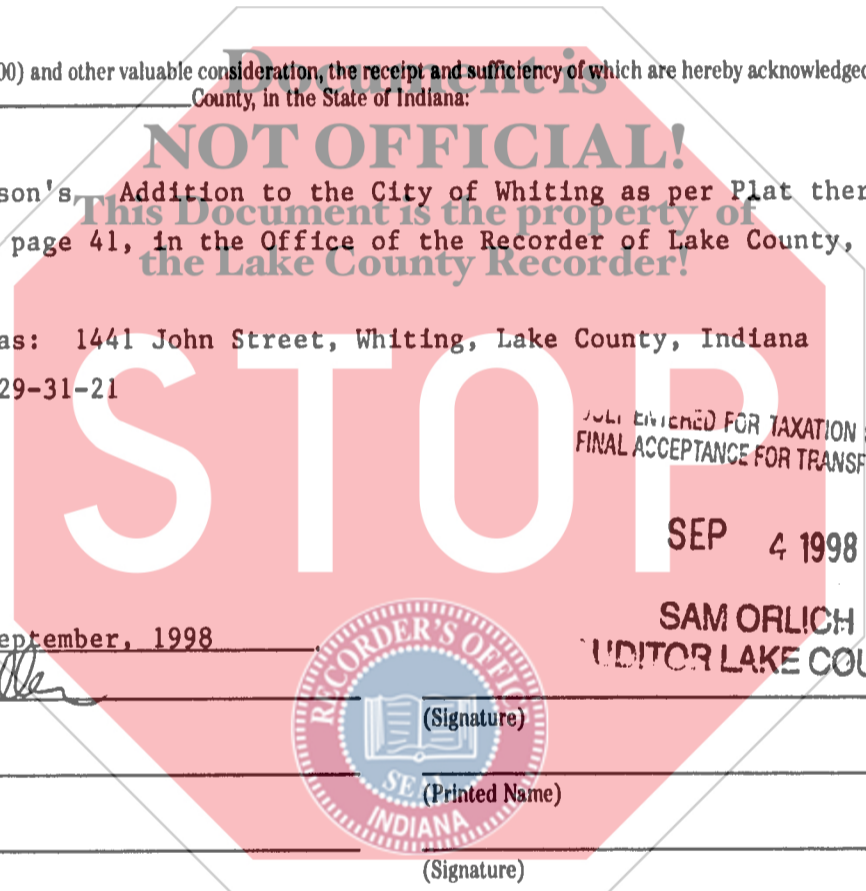 Document is
00) and other valuable consideration, the receipt and sufficiency of which are hereby acknowledged
County, in the State of Indiana:
NOT OFFICIAL!
son's Addition to the City of Whiting as per Plat ther
This Document is the property of
page 41, in the Office of the Recorder of Lake County,
the Lake County Recorder!
as: 1441 John Street, Whiting, Lake County, Indiana
29-31-21
ENTERED FOR TAXATION
FINAL ACCEPTANCE FOR TRANSF
STOP
SEP 4 1998
SAM ORLICH
eptember, 1998
UDITOR LAKE COU
RECORDER'S OFFIC
(Signature)
SEAL
(Printed Name)
INDIANA
(Signature)